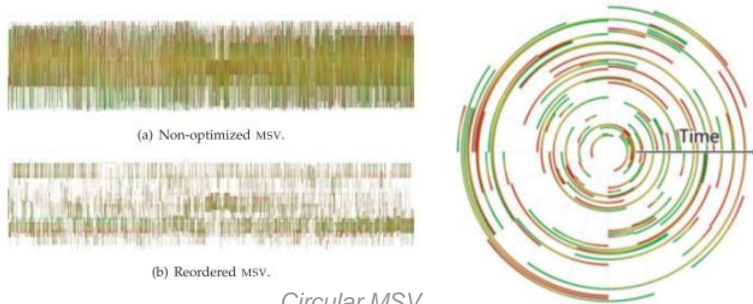 (a) Non-optimized MSV.
Time
(b) Reordered MSV.
Circular MSV